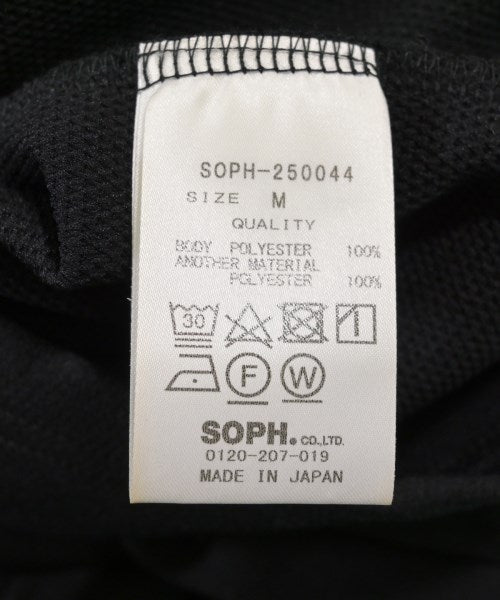 SOPH-250044
SIZE M
QUALITY
BODY POLYESTER 100%
ANOTHER MATERIAL
POLYESTER 100%
30
F W
SOPH. CO.,LTD.
0120-207-019
MADE IN JAPAN